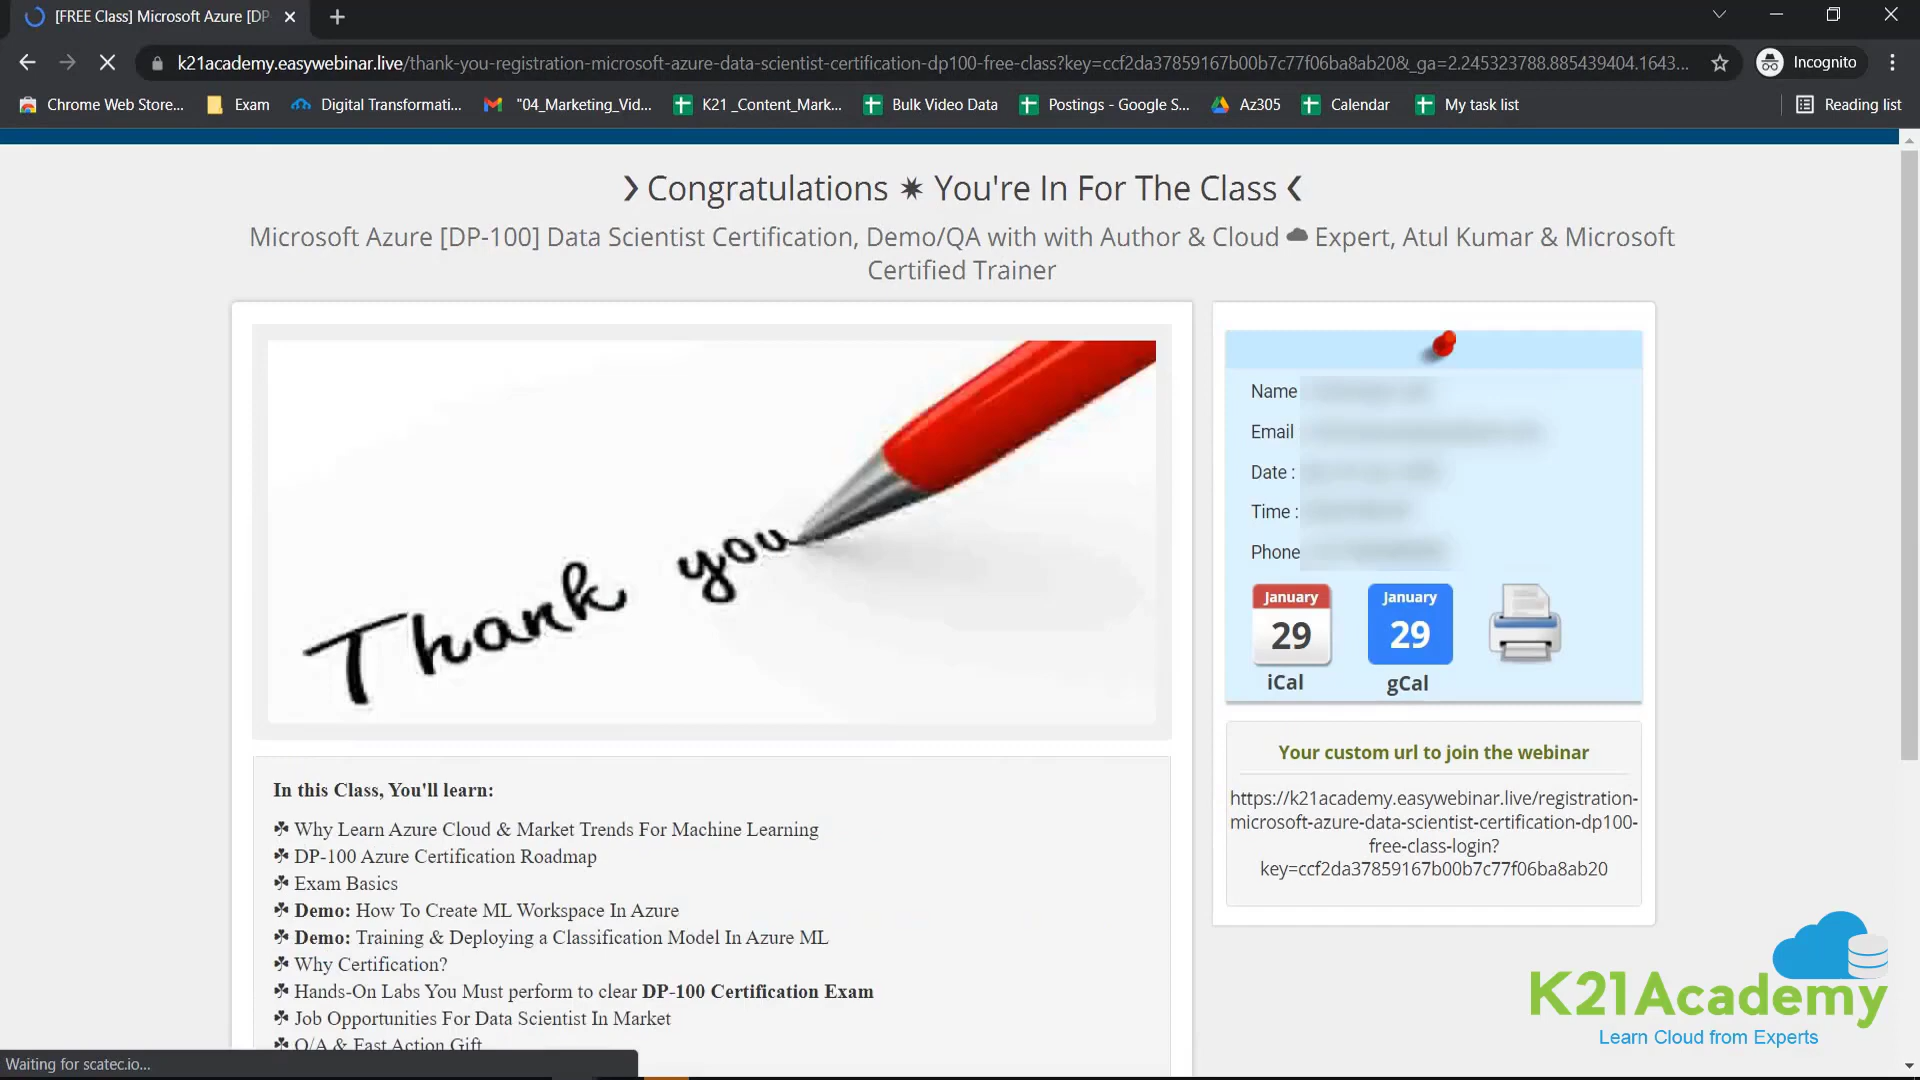 [FREE Class] Microsoft Azure [DP
k21academy.easywebinar.live/thank-you-registration-microsoft-azure-data-scientist-certification-dp100-free-class?key=ccf2da37859167b00b7c77f06ba8ab20&_ga=2.245323788.885439404.1643...
Incognito
Chrome Web Store... Exam Digital Transformati... "04_Marketing_Vid... K21 _Content_Mark... Bulk Video Data Postings - Google S... Az305 Calendar My task list Reading list
❯ Congratulations ✷ You're In For The Class ❮
Microsoft Azure [DP-100] Data Scientist Certification, Demo/QA with with Author & Cloud ☁ Expert, Atul Kumar & Microsoft
Certified Trainer
Thank you
In this Class, You'll learn:
☘ Why Learn Azure Cloud & Market Trends For Machine Learning
☘ DP-100 Azure Certification Roadmap
☘ Exam Basics
☘ Demo: How To Create ML Workspace In Azure
☘ Demo: Training & Deploying a Classification Model In Azure ML
☘ Why Certification?
☘ Hands-On Labs You Must perform to clear DP-100 Certification Exam
☘ Job Opportunities For Data Scientist In Market
☘ Q/A & Fast Action Gift
Name
Email
Date :
Time :
Phone
January January
29 29
iCal gCal
Your custom url to join the webinar
https://k21academy.easywebinar.live/registration-
microsoft-azure-data-scientist-certification-dp100-
free-class-login?
key=ccf2da37859167b00b7c77f06ba8ab20
K21Academy
Learn Cloud from Experts
Waiting for scatec.io...